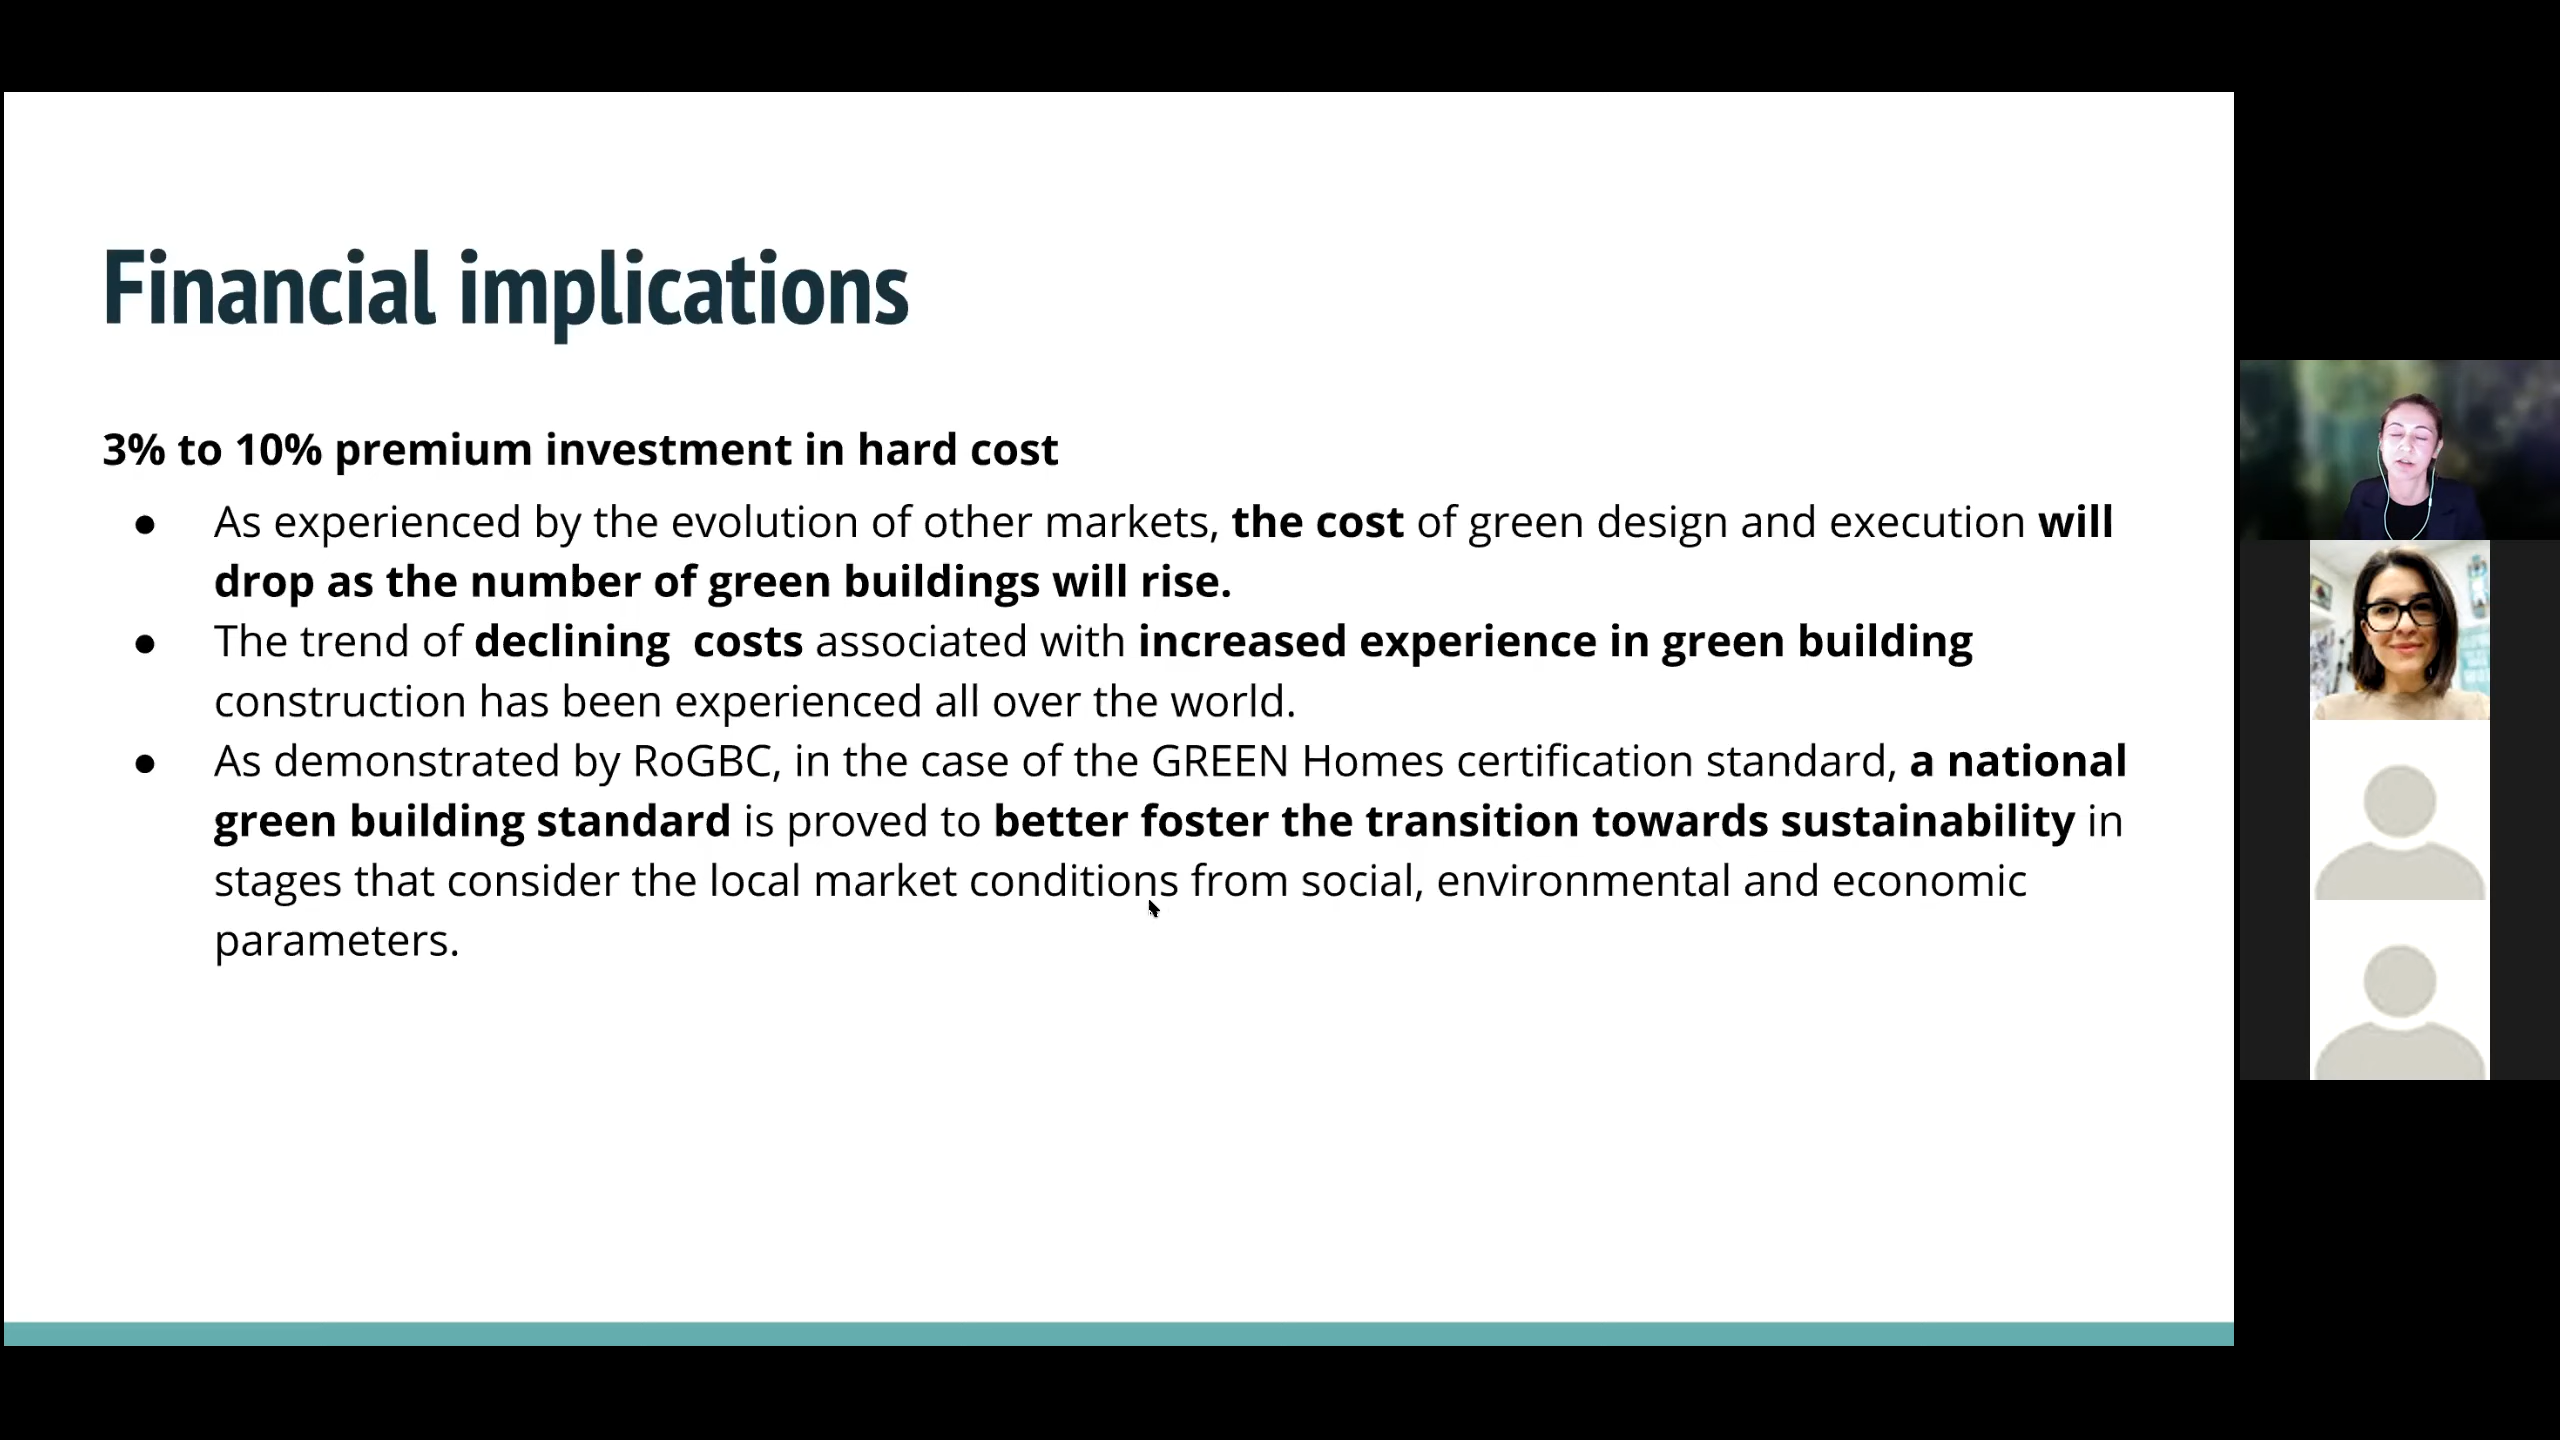 Financial implications
3% to 10% premium investment in hard cost
● As experienced by the evolution of other markets, the cost of green design and execution will
drop as the number of green buildings will rise.
● The trend of declining  costs associated with increased experience in green building
construction has been experienced all over the world.
● As demonstrated by RoGBC, in the case of the GREEN Homes certification standard, a national
green building standard is proved to better foster the transition towards sustainability in
stages that consider the local market conditions from social, environmental and economic
parameters.